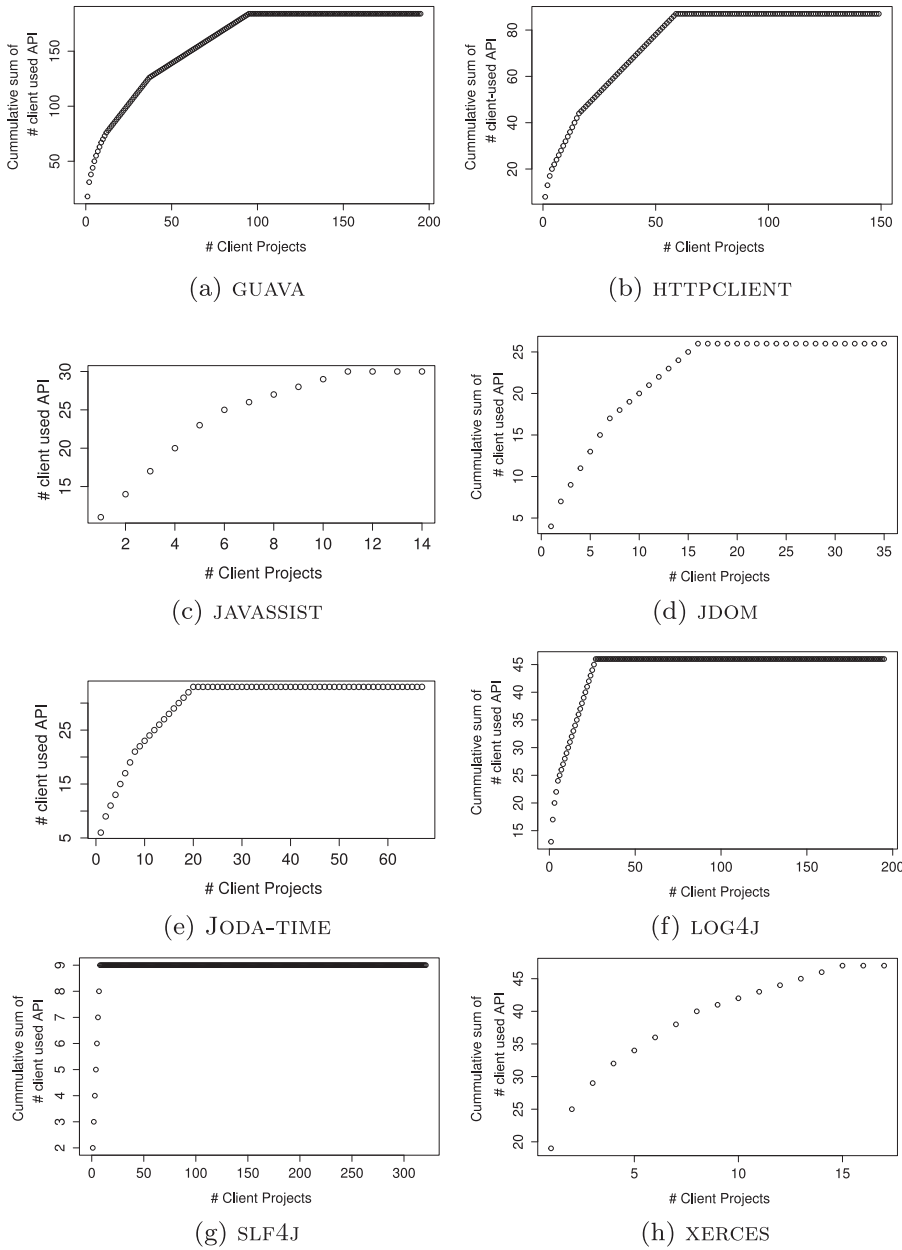 Cummulative sum of
# client used API
50
100
150
0
50
100
150
200
# Client Projects
(a) GUAVA
Cummulative sum of
# client-used API
20
40
60
80
0
50
100
150
# Client Projects
(b) HTTPCLIENT
# client used API
15
20
25
30
2
4
6
8
10
12
14
# Client Projects
(c) JAVASSIST
Cummulative sum of
# client used API
5
10
15
20
25
0
5
10
15
20
25
30
35
# Client Projects
(d) JDOM
# client used API
5
15
25
0
10
20
30
40
50
60
# Client Projects
(e) JODA-TIME
Cummulative sum of
# client used API
15
20
25
30
35
40
45
0
50
100
150
200
# Client Projects
(f) LOG4J
Cummulative sum of
# client used API
2
3
4
5
6
7
8
9
0
50
100
150
200
250
300
# Client Projects
(g) SLF4J
Cummulative sum of
# client used API
20
25
30
35
40
45
5
10
15
# Client Projects
(h) XERCES